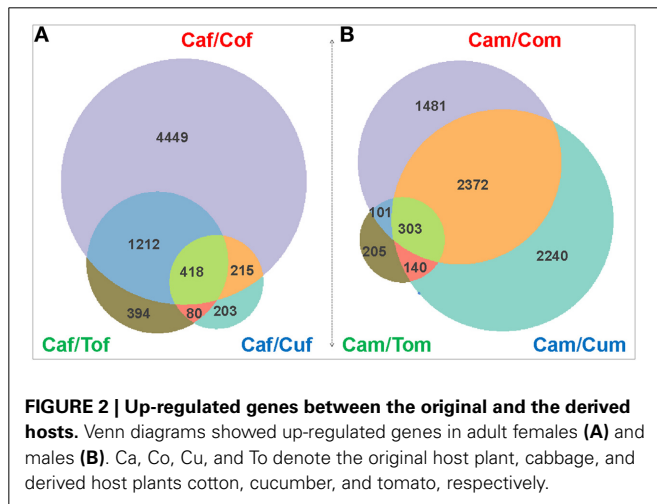 A
Caf/Cof
4449
1212
418
215
394
80
203
Caf/Tof
Caf/Cuf
B
Cam/Com
1481
2372
101
303
205
140
2240
Cam/Tom
Cam/Cum
FIGURE 2 | Up-regulated genes between the original and the derived
hosts. Venn diagrams showed up-regulated genes in adult females (A) and
males (B). Ca, Co, Cu, and To denote the original host plant, cabbage, and
derived host plants cotton, cucumber, and tomato, respectively.